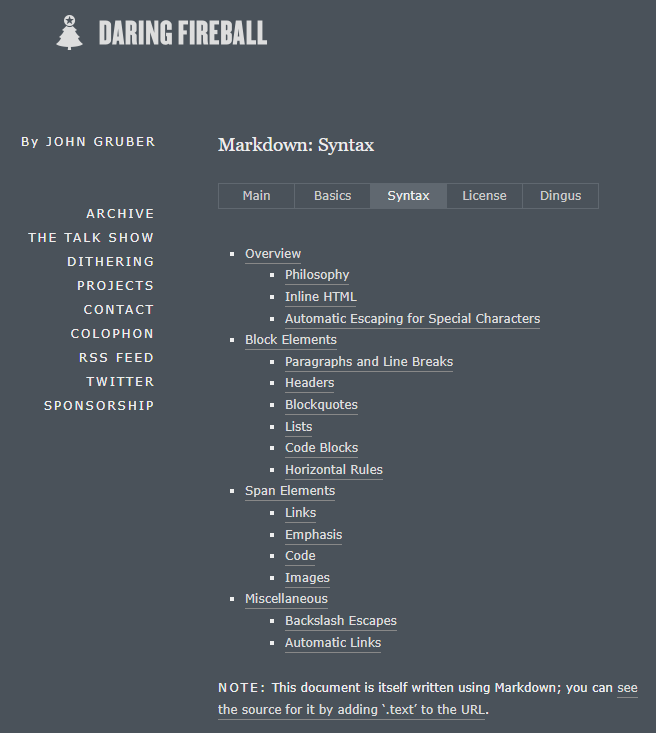 DARING FIREBALL
By JOHN GRUBER
ARCHIVE
THE TALK SHOW
DITHERING
PROJECTS
CONTACT
COLOPHON
RSS FEED
TWITTER
SPONSORSHIP
Markdown: Syntax
Main Basics Syntax License Dingus
Overview
Philosophy
Inline HTML
Automatic Escaping for Special Characters
Block Elements
Paragraphs and Line Breaks
Headers
Blockquotes
Lists
Code Blocks
Horizontal Rules
Span Elements
Links
Emphasis
Code
Images
Miscellaneous
Backslash Escapes
Automatic Links
NOTE: This document is itself written using Markdown; you can see
the source for it by adding ‘.text’ to the URL.